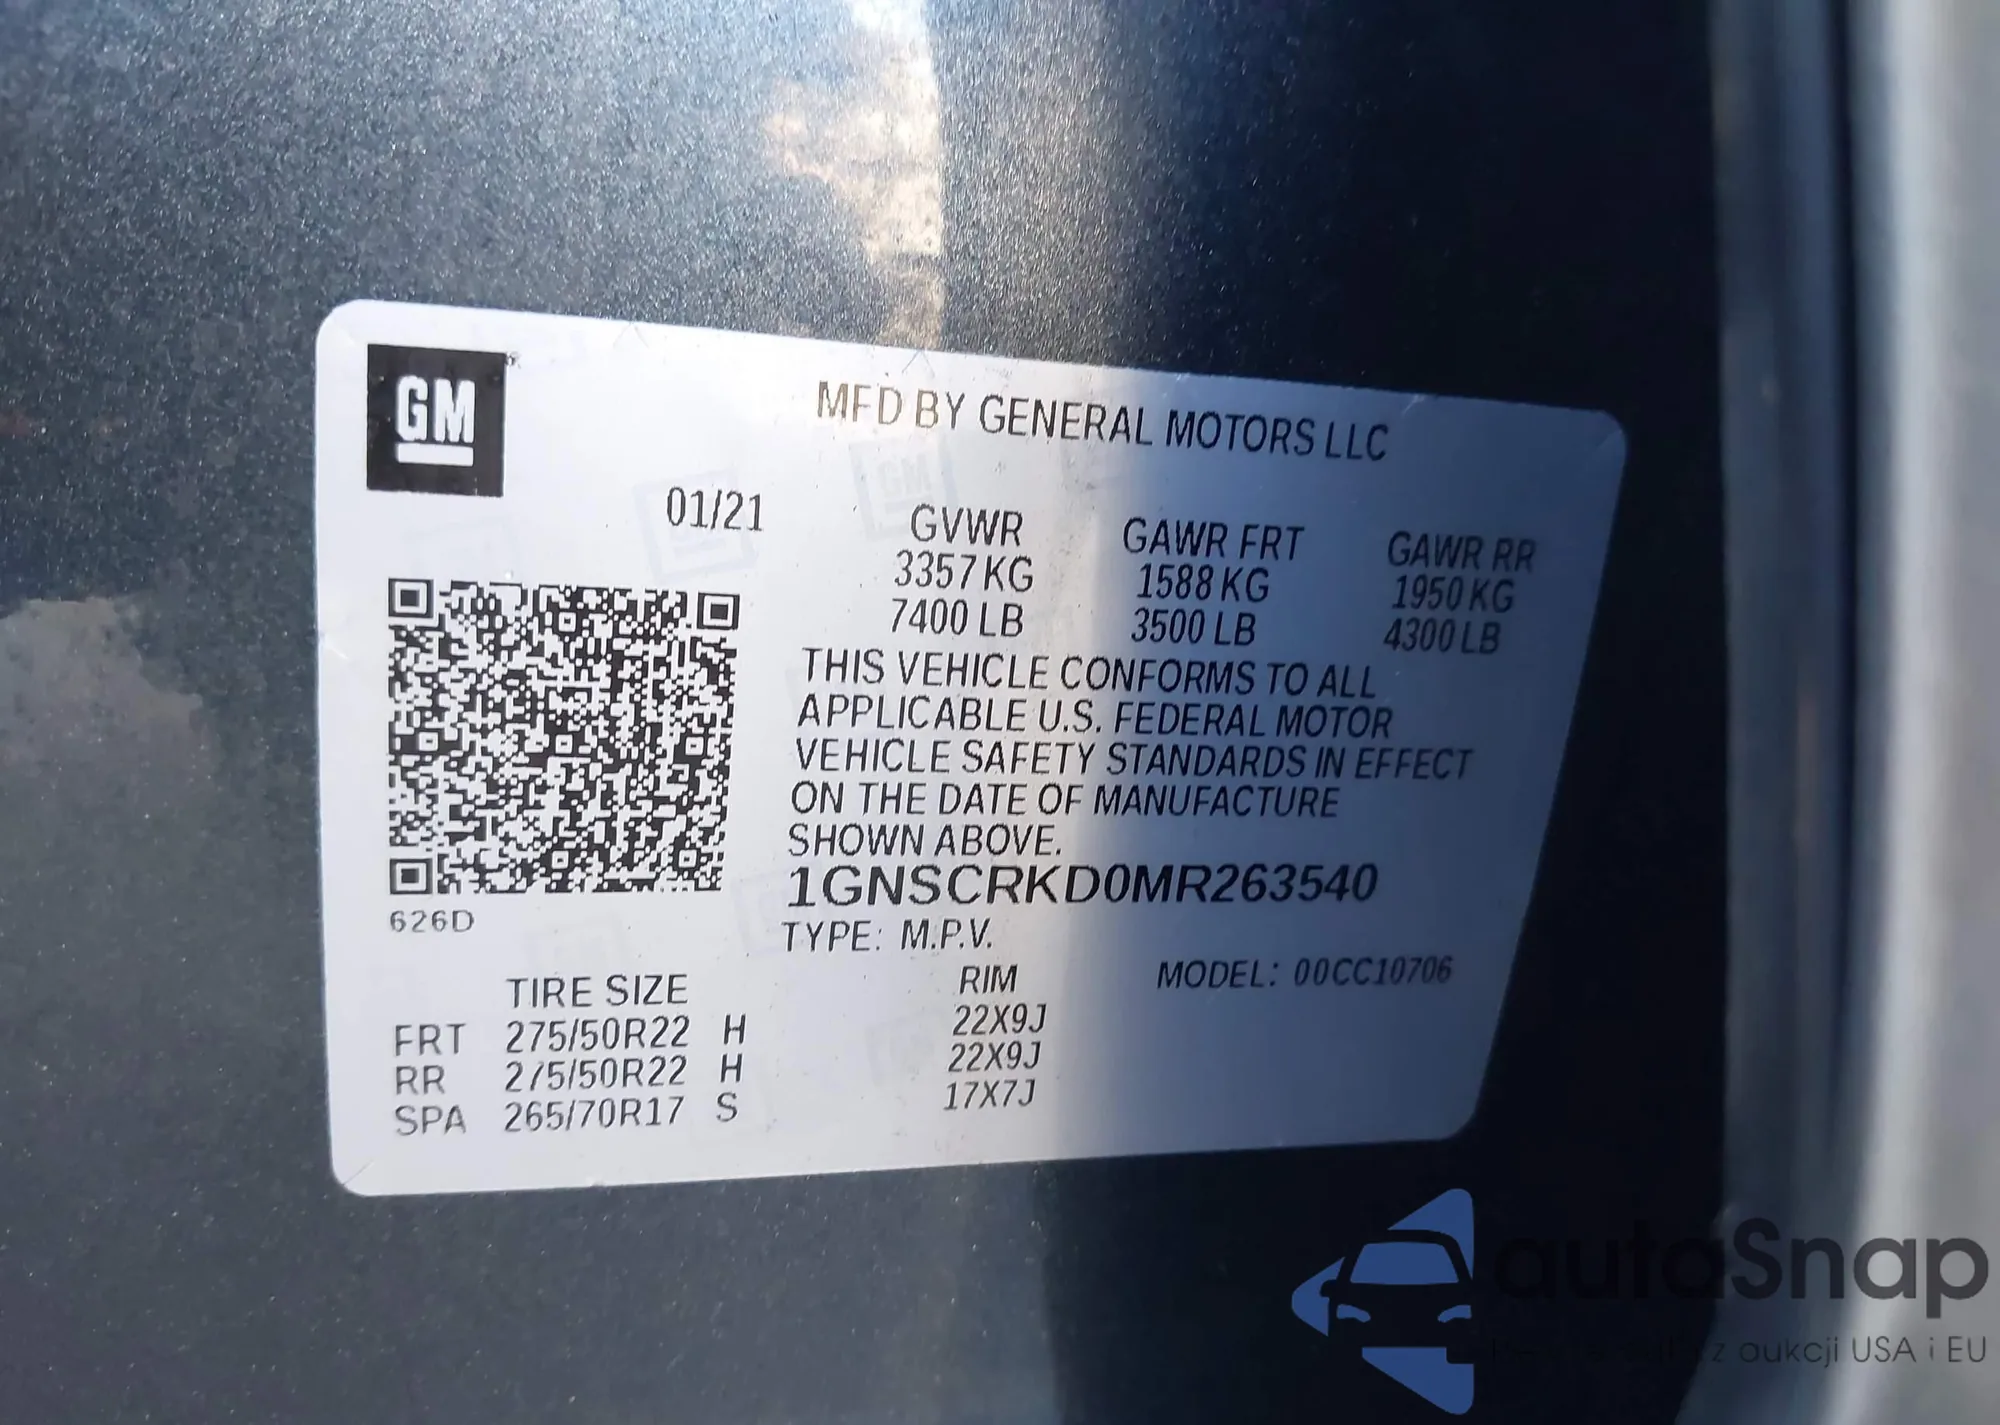 GM
MFD BY GENERAL MOTORS LLC
01/21
GVWR GAWR FRT GAWR RR
3357 KG 1588 KG 1950 KG
7400 LB 3500 LB 4300 LB
THIS VEHICLE CONFORMS TO ALL
APPLICABLE U.S. FEDERAL MOTOR
VEHICLE SAFETY STANDARDS IN EFFECT
ON THE DATE OF MANUFACTURE
SHOWN ABOVE.
1GNSCRKD0MR263540
626D
TYPE: M.P.V.
MODEL: 00CC10706
TIRE SIZE RIM
FRT 275/50R22 H 22X9J
RR 275/50R22 H 22X9J
SPA 265/70R17 S 17X7J
autaSnap
z aukcji USA i EU